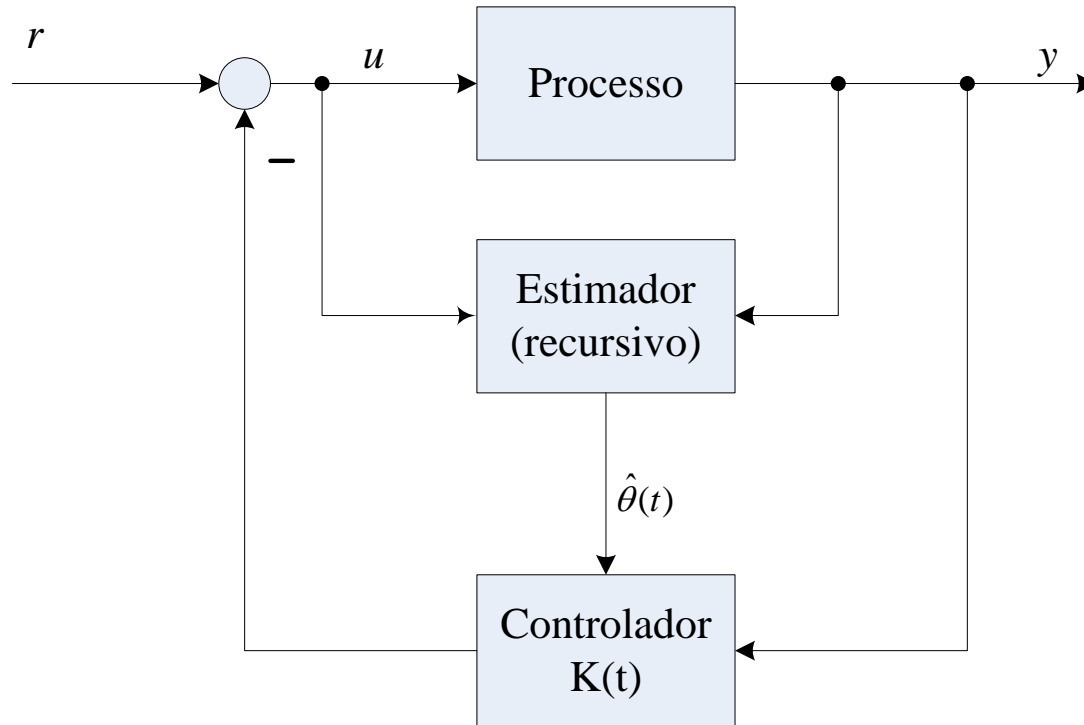 r
u
Processo
y
−
Estimador
(recursivo)
θ̂(t)
Controlador
K(t)